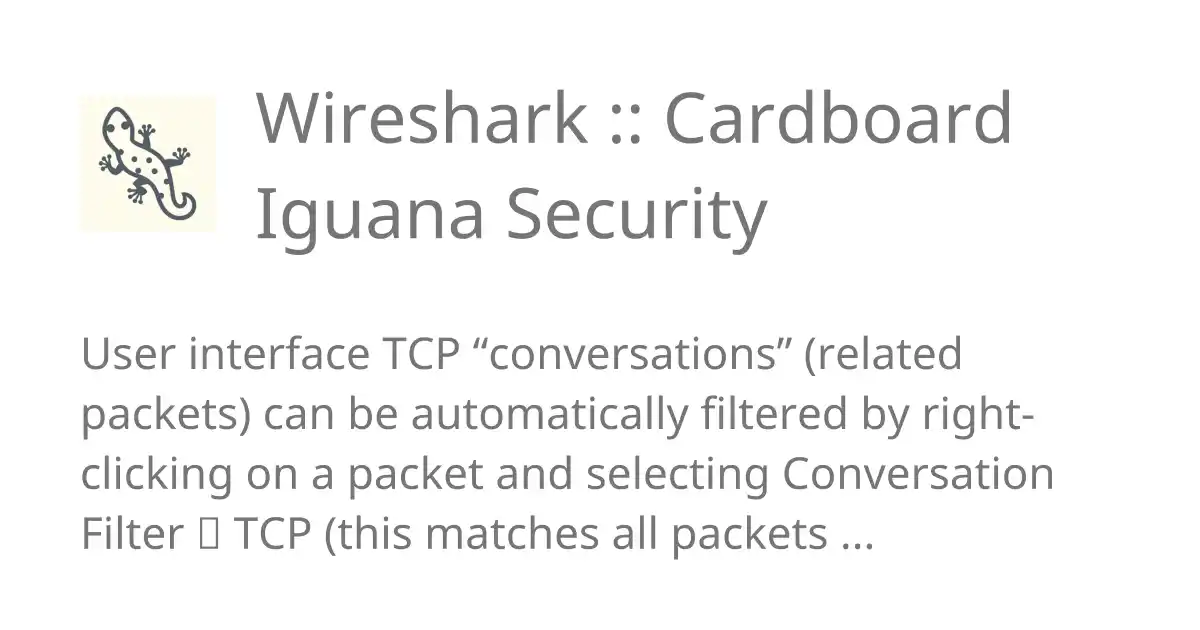 Wireshark :: Cardboard
Iguana Security
User interface TCP “conversations” (related
packets) can be automatically filtered by right-
clicking on a packet and selecting Conversation
Filter ▯ TCP (this matches all packets ...